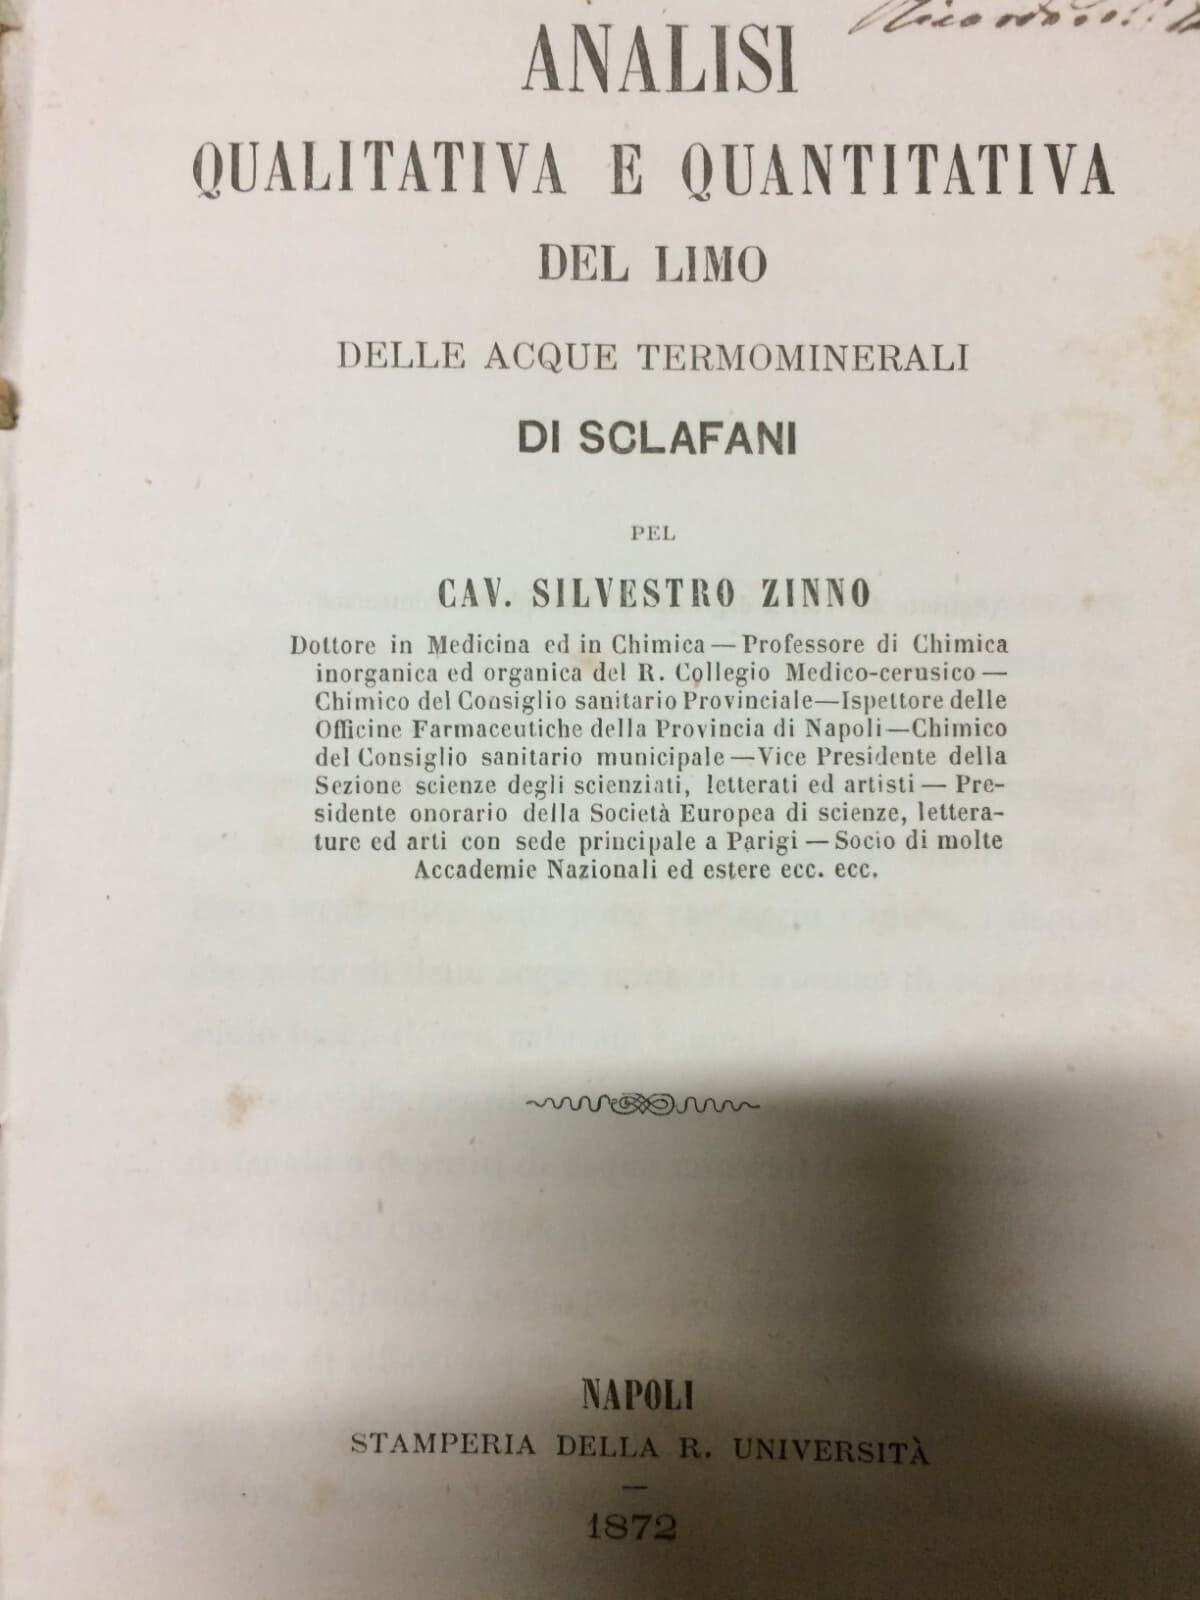 ANALISI
QUALITATIVA E QUANTITATIVA
DEL LIMO
DELLE ACQUE TERMOMINERALI
DI SCLAFANI
PEL
CAV. SILVESTRO ZINNO
Dottore in Medicina ed in Chimica — Professore di Chimica
inorganica ed organica del R. Collegio Medico-cerusico —
Chimico del Consiglio sanitario Provinciale—Ispettore delle
Officine Farmaceutiche della Provincia di Napoli—Chimico
del Consiglio sanitario municipale—Vice Presidente della
Sezione scienze degli scienziati, letterati ed artisti — Pre-
sidente onorario della Società Europea di scienze, lettera-
ture ed arti con sede principale a Parigi — Socio di molte
Accademie Nazionali ed estere ecc. ecc.
NAPOLI
STAMPERIA DELLA R. UNIVERSITÀ
—
1872